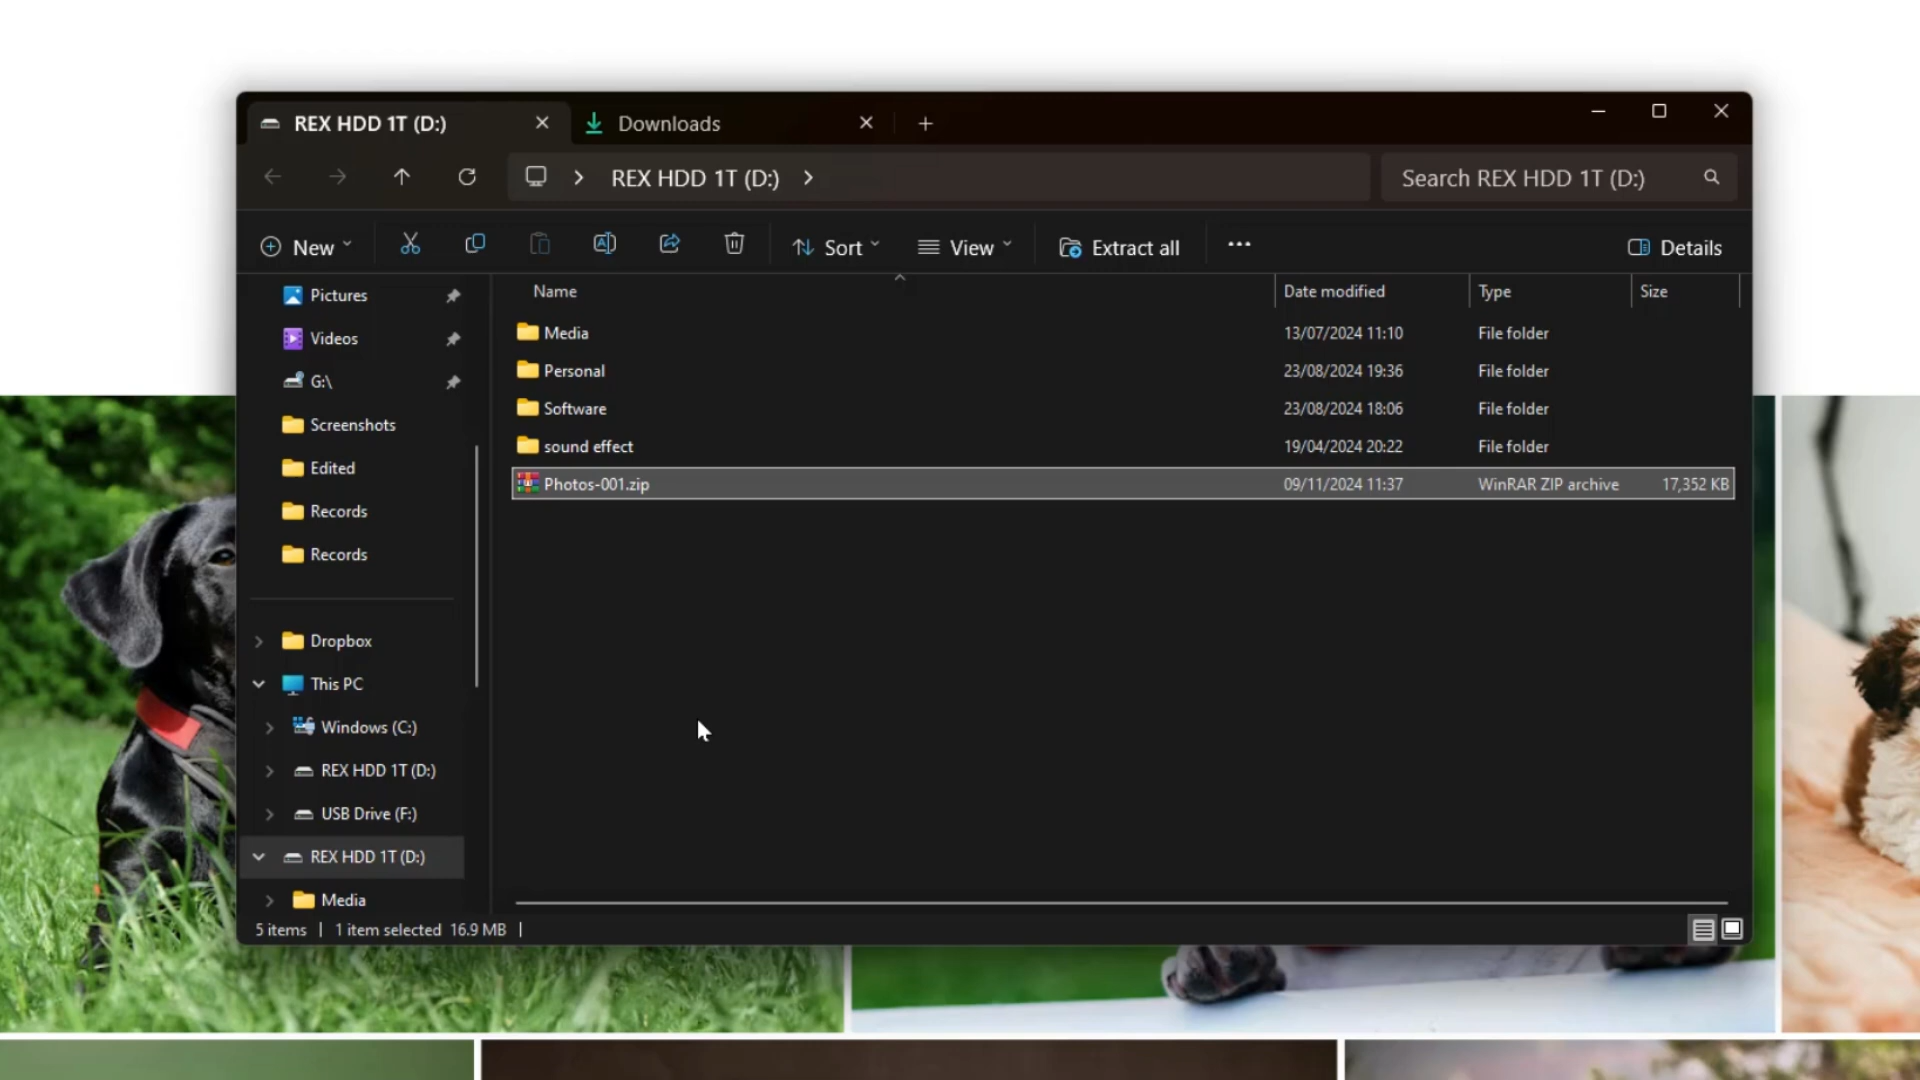 REX HDD 1T (D:)
Downloads
REX HDD 1T (D:)
Search REX HDD 1T (D:)
New
Sort
View
Extract all
Details
Name Date modified Type Size
Media 13/07/2024 11:10 File folder
Personal 23/08/2024 19:36 File folder
Software 23/08/2024 18:06 File folder
sound effect 19/04/2024 20:22 File folder
Photos-001.zip 09/11/2024 11:37 WinRAR ZIP archive 17,352 KB
Pictures
Videos
G:\
Screenshots
Edited
Records
Records
Dropbox
This PC
Windows (C:)
REX HDD 1T (D:)
USB Drive (F:)
REX HDD 1T (D:)
Media
5 items | 1 item selected 16.9 MB |